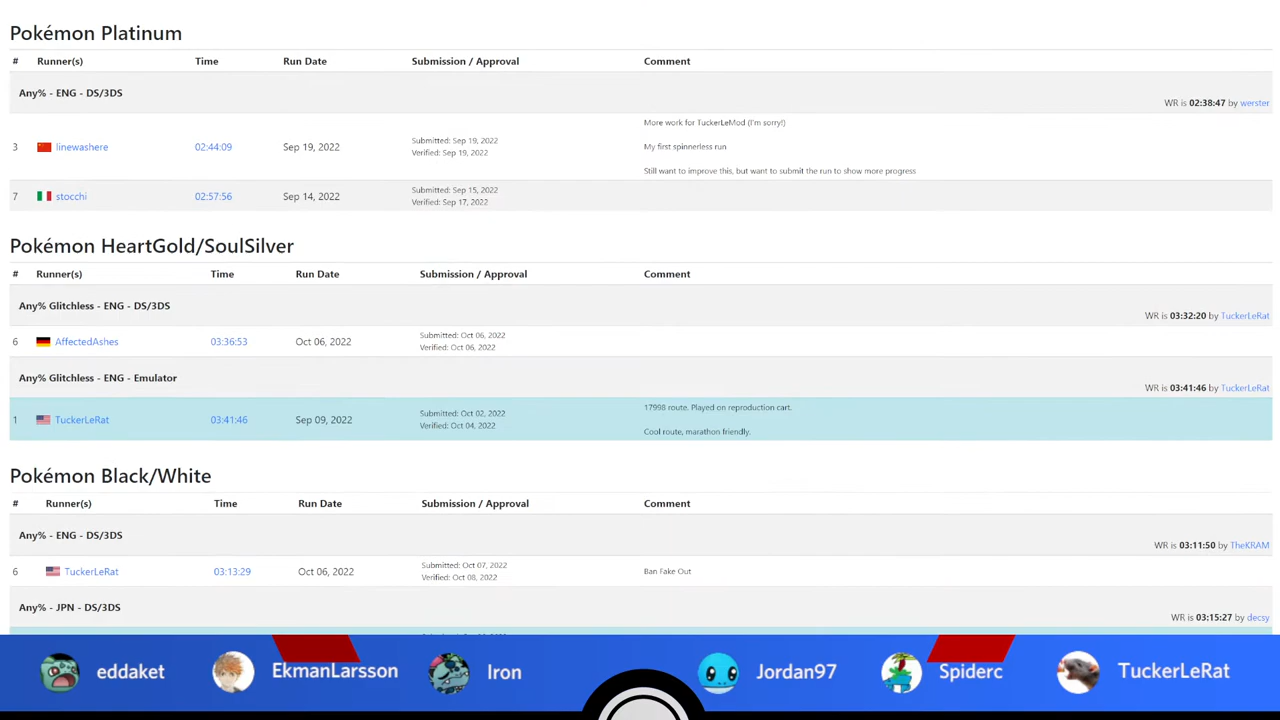 Pokémon Platinum
# Runner(s) Time Run Date Submission / Approval Comment
Any% - ENG - DS/3DS
WR is 02:38:47 by werster
More work for TuckerLeMod (I'm sorry!)
3 linewashere 02:44:09 Sep 19, 2022 Submitted: Sep 19, 2022 My first spinnerless run
Verified: Sep 19, 2022
Still want to improve this, but want to submit the run to show more progress
7 stocchi 02:57:56 Sep 14, 2022 Submitted: Sep 15, 2022
Verified: Sep 17, 2022
Pokémon HeartGold/SoulSilver
# Runner(s) Time Run Date Submission / Approval Comment
Any% Glitchless - ENG - DS/3DS
WR is 03:32:20 by TuckerLeRat
6 AffectedAshes 03:36:53 Oct 06, 2022 Submitted: Oct 06, 2022
Verified: Oct 06, 2022
Any% Glitchless - ENG - Emulator
WR is 03:41:46 by TuckerLeRat
1 TuckerLeRat 03:41:46 Sep 09, 2022 Submitted: Oct 02, 2022 17998 route. Played on reproduction cart.
Verified: Oct 04, 2022 Cool route, marathon friendly.
Pokémon Black/White
# Runner(s) Time Run Date Submission / Approval Comment
Any% - ENG - DS/3DS
WR is 03:11:50 by TheKRAM
6 TuckerLeRat 03:13:29 Oct 06, 2022 Submitted: Oct 07, 2022 Ban Fake Out
Verified: Oct 08, 2022
Any% - JPN - DS/3DS
WR is 03:15:27 by decsy
eddaket EkmanLarsson Iron Jordan97 Spiderc TuckerLeRat